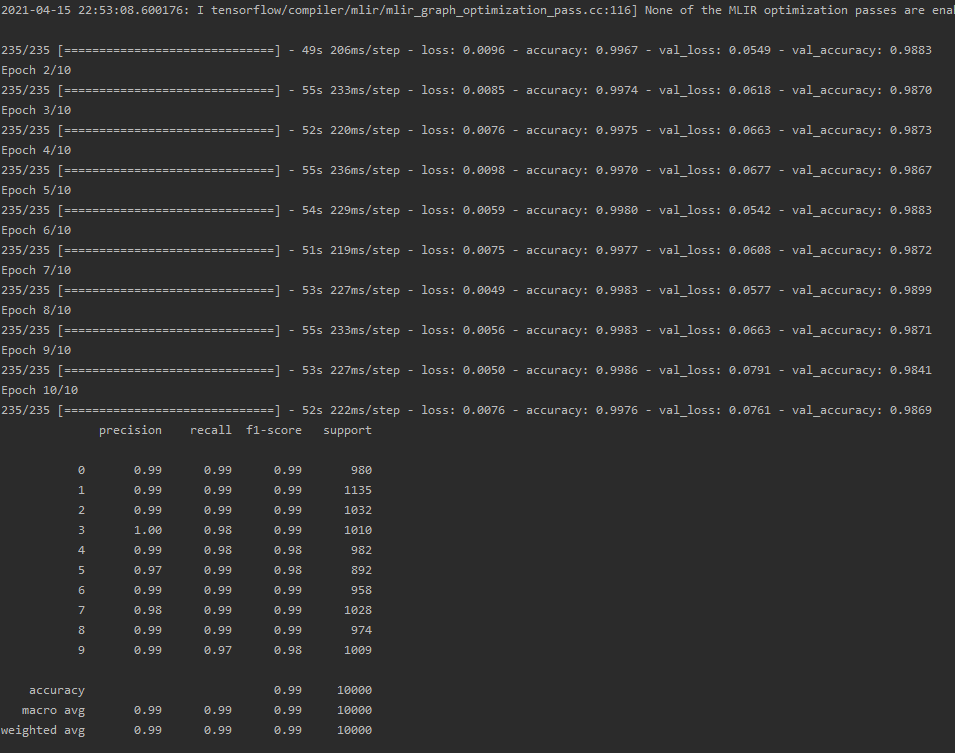 2021-04-15 22:53:08.600176: I tensorflow/compiler/mlir/mlir_graph_optimization_pass.cc:116] None of the MLIR optimization passes are
235/235 [==============================] - 49s 206ms/step - loss: 0.0096 - accuracy: 0.9967 - val_loss: 0.0549 - val_accuracy: 0.9883
Epoch 2/10
235/235 [==============================] - 55s 233ms/step - loss: 0.0085 - accuracy: 0.9974 - val_loss: 0.0618 - val_accuracy: 0.9870
Epoch 3/10
235/235 [==============================] - 52s 220ms/step - loss: 0.0076 - accuracy: 0.9975 - val_loss: 0.0663 - val_accuracy: 0.9873
Epoch 4/10
235/235 [==============================] - 55s 236ms/step - loss: 0.0098 - accuracy: 0.9970 - val_loss: 0.0677 - val_accuracy: 0.9867
Epoch 5/10
235/235 [==============================] - 54s 229ms/step - loss: 0.0059 - accuracy: 0.9980 - val_loss: 0.0542 - val_accuracy: 0.9883
Epoch 6/10
235/235 [==============================] - 51s 219ms/step - loss: 0.0075 - accuracy: 0.9977 - val_loss: 0.0608 - val_accuracy: 0.9872
Epoch 7/10
235/235 [==============================] - 53s 227ms/step - loss: 0.0049 - accuracy: 0.9983 - val_loss: 0.0577 - val_accuracy: 0.9899
Epoch 8/10
235/235 [==============================] - 55s 233ms/step - loss: 0.0056 - accuracy: 0.9983 - val_loss: 0.0663 - val_accuracy: 0.9871
Epoch 9/10
235/235 [==============================] - 53s 227ms/step - loss: 0.0050 - accuracy: 0.9986 - val_loss: 0.0791 - val_accuracy: 0.9841
Epoch 10/10
235/235 [==============================] - 52s 222ms/step - loss: 0.0076 - accuracy: 0.9976 - val_loss: 0.0761 - val_accuracy: 0.9869
precision recall f1-score support
0 0.99 0.99 0.99 980
1 0.99 0.99 0.99 1135
2 0.99 0.99 0.99 1032
3 1.00 0.98 0.99 1010
4 0.99 0.98 0.98 982
5 0.97 0.99 0.98 892
6 0.99 0.99 0.99 958
7 0.98 0.99 0.99 1028
8 0.99 0.99 0.99 974
9 0.99 0.97 0.98 1009
accuracy 0.99 10000
macro avg 0.99 0.99 0.99 10000
weighted avg 0.99 0.99 0.99 10000